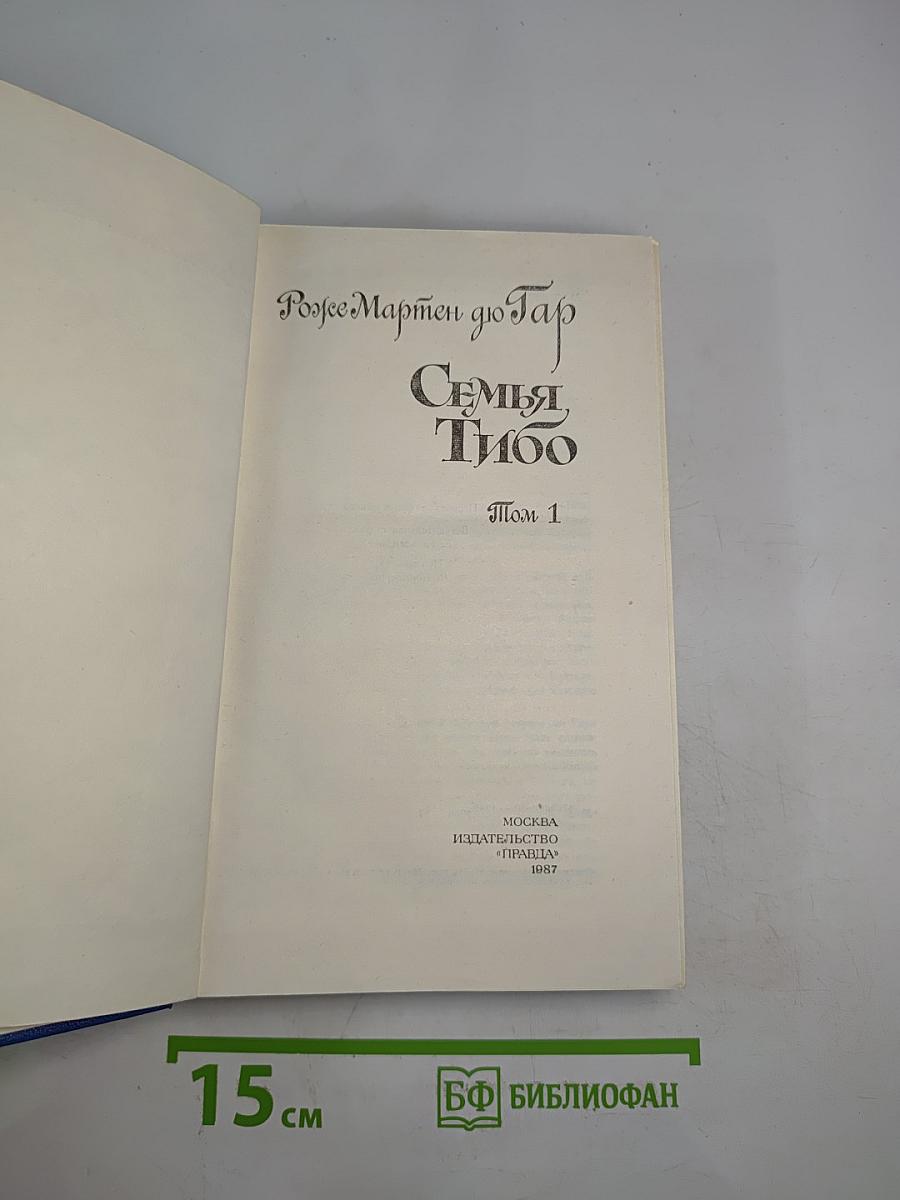 Роже Мартен дю Гар
Семья
Тибо
Том 1
МОСКВА
ИЗДАТЕЛЬСТВО
«ПРАВДА»
1987
15 см
БФ БИБЛИОФАН